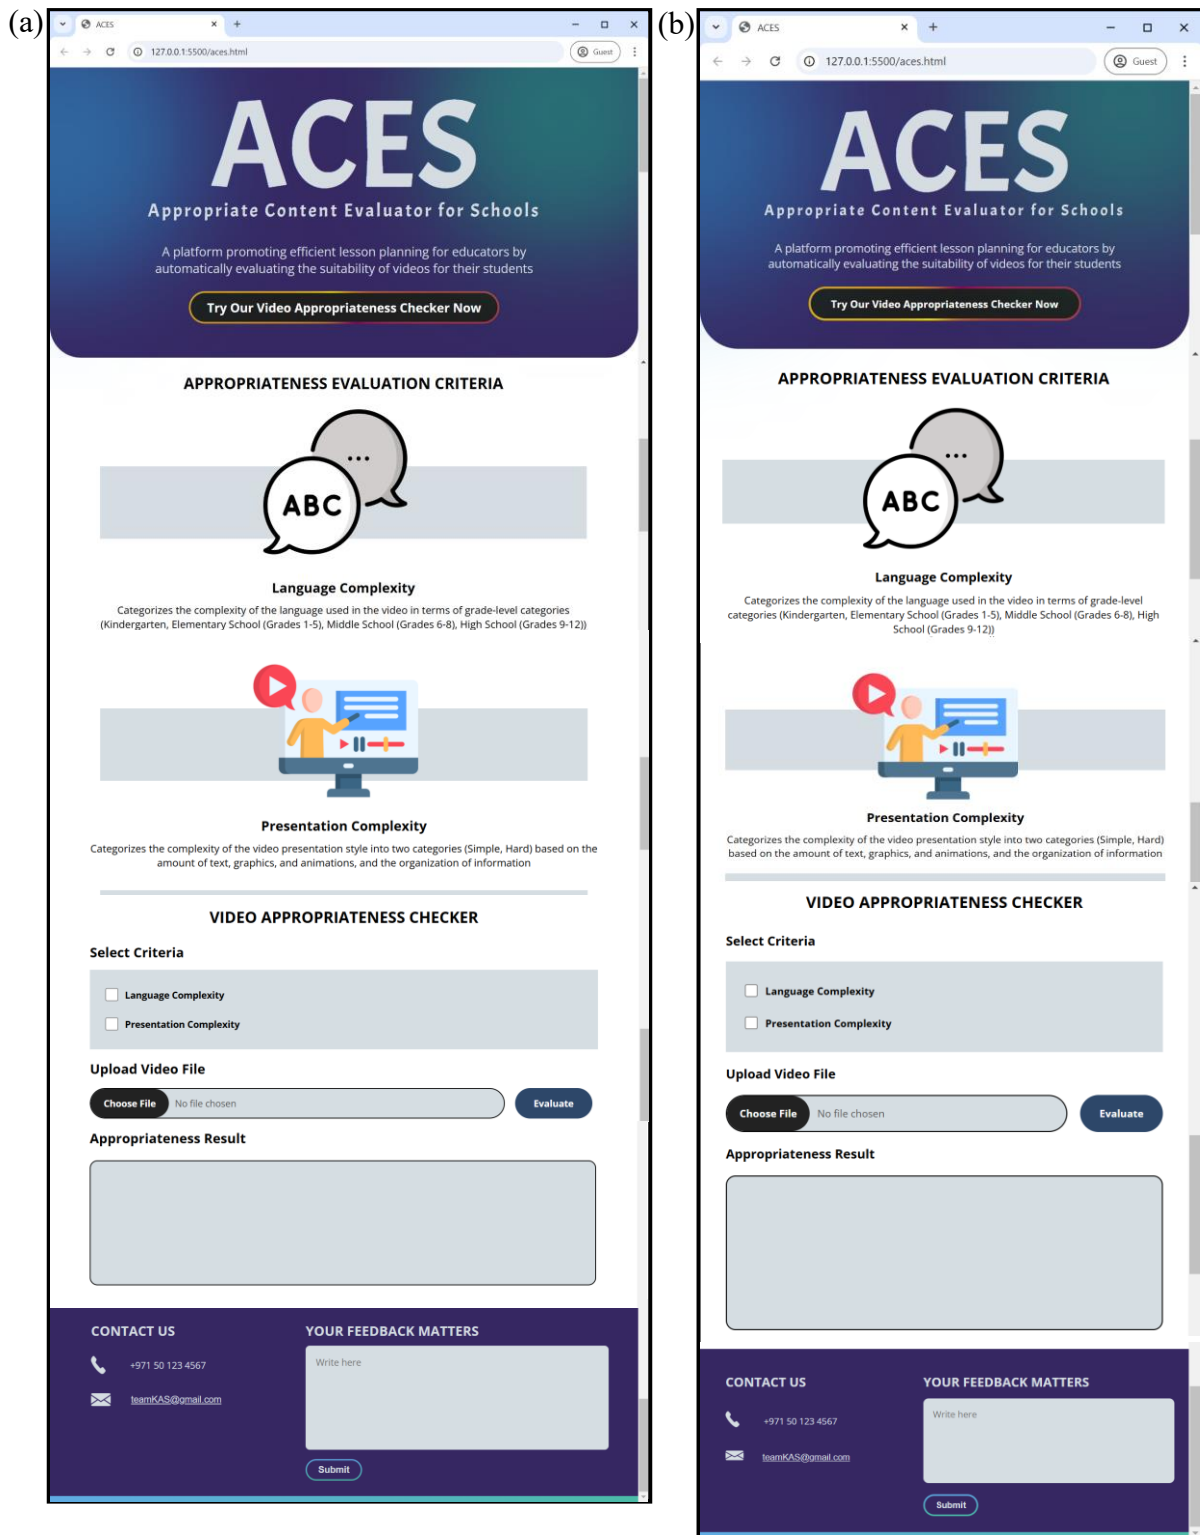 (a)
ACES
127.0.0.1:5500/aces.html
Guest
ACES
Appropriate Content Evaluator for Schools
A platform promoting efficient lesson planning for educators by
automatically evaluating the suitability of videos for their students
Try Our Video Appropriateness Checker Now
APPROPRIATENESS EVALUATION CRITERIA
...
ABC
Language Complexity
Categorizes the complexity of the language used in the video in terms of grade-level categories
(Kindergarten, Elementary School (Grades 1-5), Middle School (Grades 6-8), High School (Grades 9-12))
Presentation Complexity
Categorizes the complexity of the video presentation style into two categories (Simple, Hard) based on the
amount of text, graphics, and animations, and the organization of information
VIDEO APPROPRIATENESS CHECKER
Select Criteria
Language Complexity
Presentation Complexity
Upload Video File
Choose File No file chosen
Evaluate
Appropriateness Result
CONTACT US
+971 50 123 4567
teamKAS@gmail.com
YOUR FEEDBACK MATTERS
Write here
Submit
(b)
ACES
127.0.0.1:5500/aces.html
Guest
ACES
Appropriate Content Evaluator for Schools
A platform promoting efficient lesson planning for educators by
automatically evaluating the suitability of videos for their students
Try Our Video Appropriateness Checker Now
APPROPRIATENESS EVALUATION CRITERIA
...
ABC
Language Complexity
Categorizes the complexity of the language used in the video in terms of grade-level
categories (Kindergarten, Elementary School (Grades 1-5), Middle School (Grades 6-8), High
School (Grades 9-12))
Presentation Complexity
Categorizes the complexity of the video presentation style into two categories (Simple, Hard)
based on the amount of text, graphics, and animations, and the organization of information
VIDEO APPROPRIATENESS CHECKER
Select Criteria
Language Complexity
Presentation Complexity
Upload Video File
Choose File No file chosen
Evaluate
Appropriateness Result
CONTACT US
+971 50 123 4567
teamKAS@gmail.com
YOUR FEEDBACK MATTERS
Write here
Submit